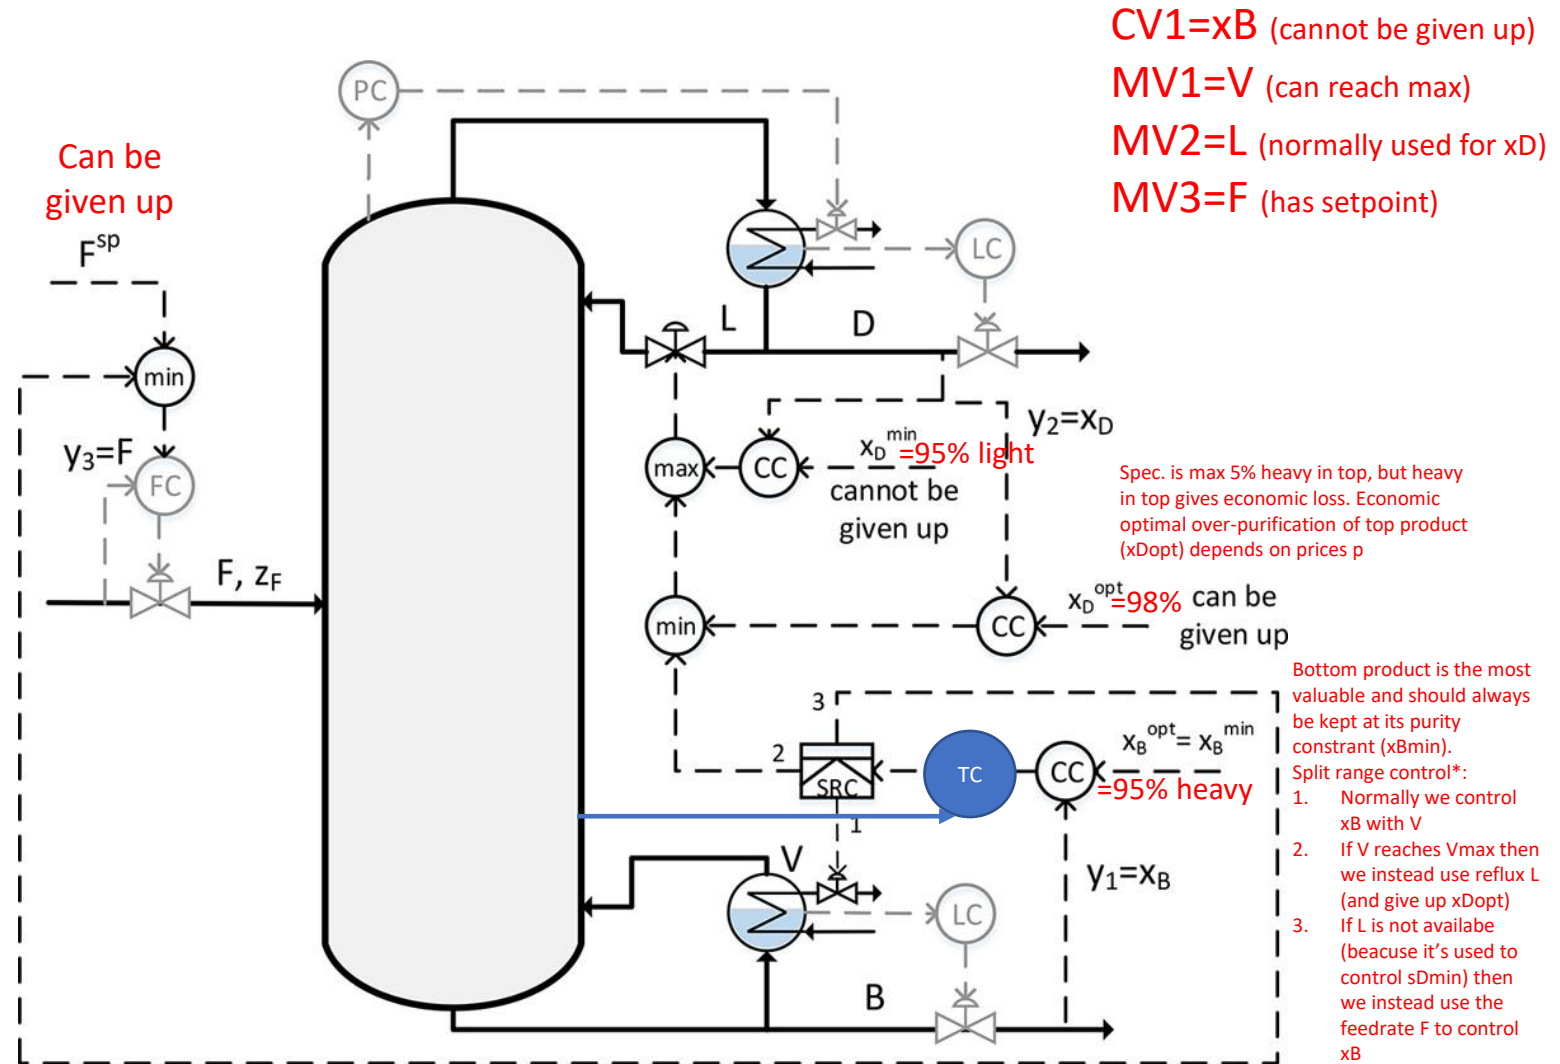 CV1=xB (cannot be given up)
MV1=V (can reach max)
MV2=L (normally used for xD)
MV3=F (has setpoint)
PC
Can be
given up
F^sp
LC
L
D
min
y₃=F
FC
y₂=x_D
max
CC
x_D^min
=95% light
cannot be
given up
Spec. is max 5% heavy in top, but heavy
in top gives economic loss. Economic
optimal over-purification of top product
(xDopt) depends on prices p
F, z_F
min
CC
x_D^opt
=98%
can be
given up
Bottom product is the most
valuable and should always
be kept at its purity
constrant (xBmin).
Split range control*:
1. Normally we control
xB with V
2. If V reaches Vmax then
we instead use reflux L
(and give up xDopt)
3. If L is not availabe
(beacuse it's used to
control sDmin) then
we instead use the
feedrate F to control
xB
3
2
SRC
1
TC
CC
x_B^opt= x_B^min
=95% heavy
V
LC
y₁=x_B
B